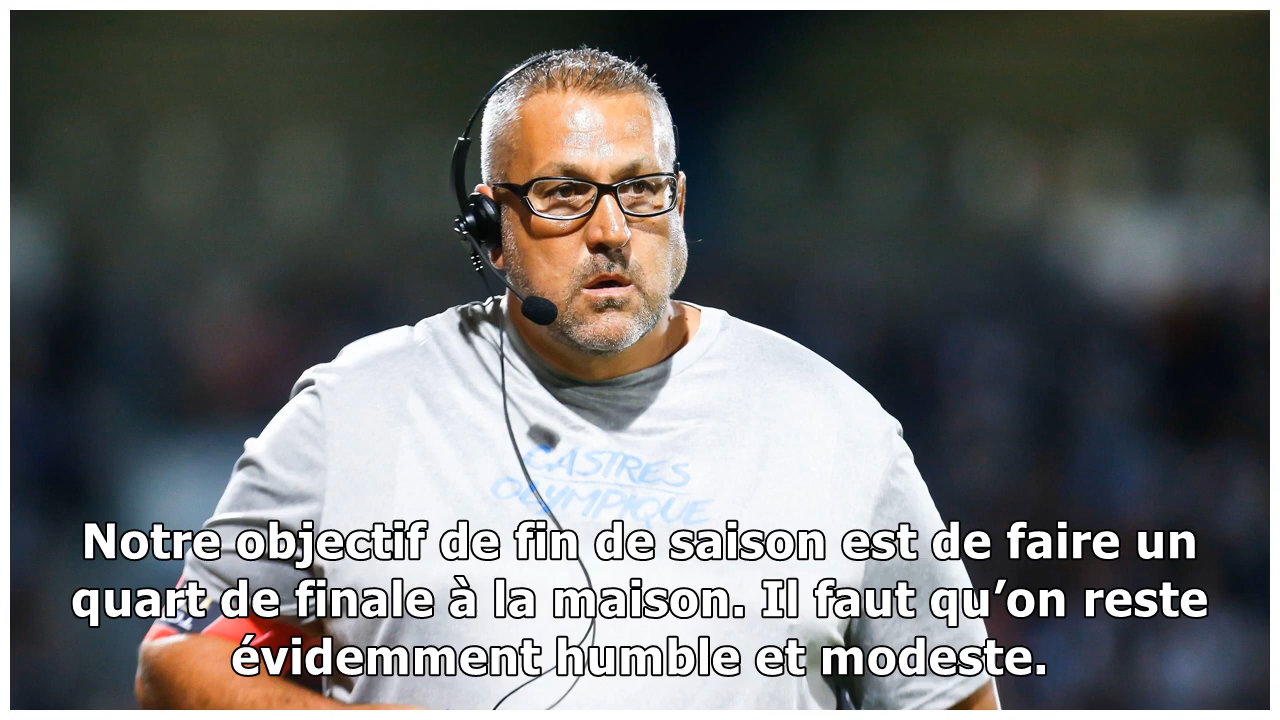 CASTRES
OLYMPIQUE
Notre objectif de fin de saison est de faire un
quart de finale à la maison. Il faut qu’on reste
évidemment humble et modeste.